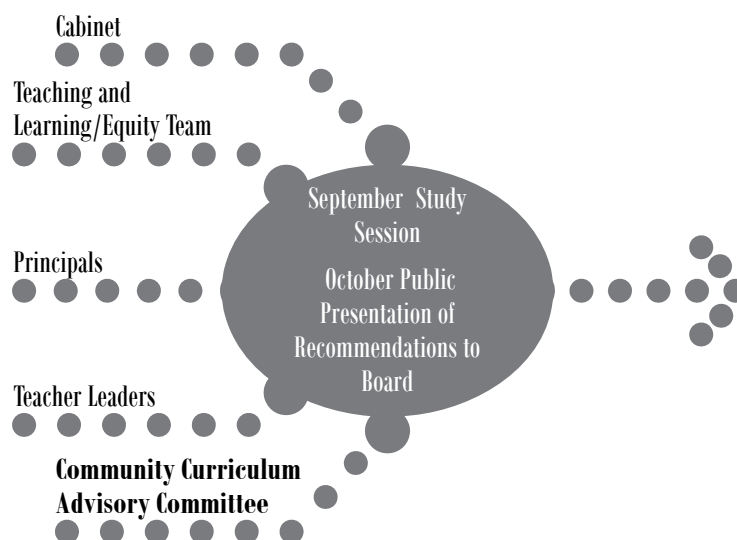 Cabinet
Teaching and
Learning/Equity Team
Principals
Teacher Leaders
Community Curriculum
Advisory Committee
September Study
Session
October Public
Presentation of
Recommendations to
Board